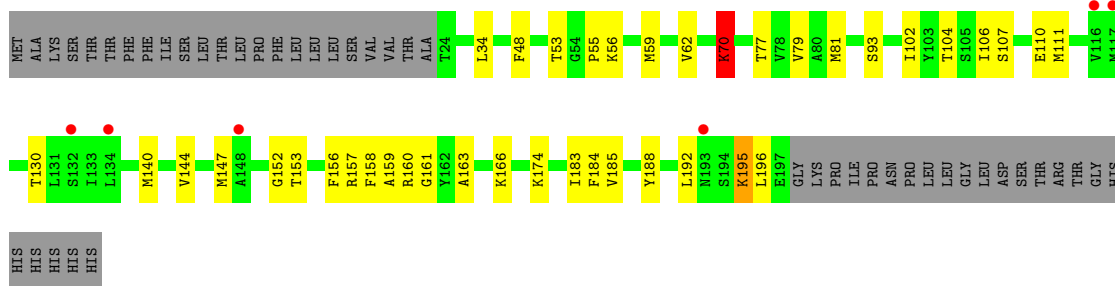 MET ALA LYS SER THR THR PHE PHE ILE SER LEU LEU THR LEU PRO PHE LEU LEU LEU SER VAL VAL THR ALA T24 L34 F48 T53 G54 P55 K56 M59 V62 K70 T77 V78 V79 A80 M81 S93 I102 Y103 T104 S105 I106 S107 E110 M111 V116 M117
T130 L131 S132 I133 L134 M140 V144 M147 A148 G152 T153 F156 R157 F158 A159 R160 G161 Y162 A163 K166 K174 I183 F184 V185 Y188 L192 N193 S194 K195 L196 E197 GLY LYS PRO ILE PRO ASN PRO LEU LEU GLY LEU ASP SER THR ARG THR GLY HIS
HIS HIS HIS HIS HIS